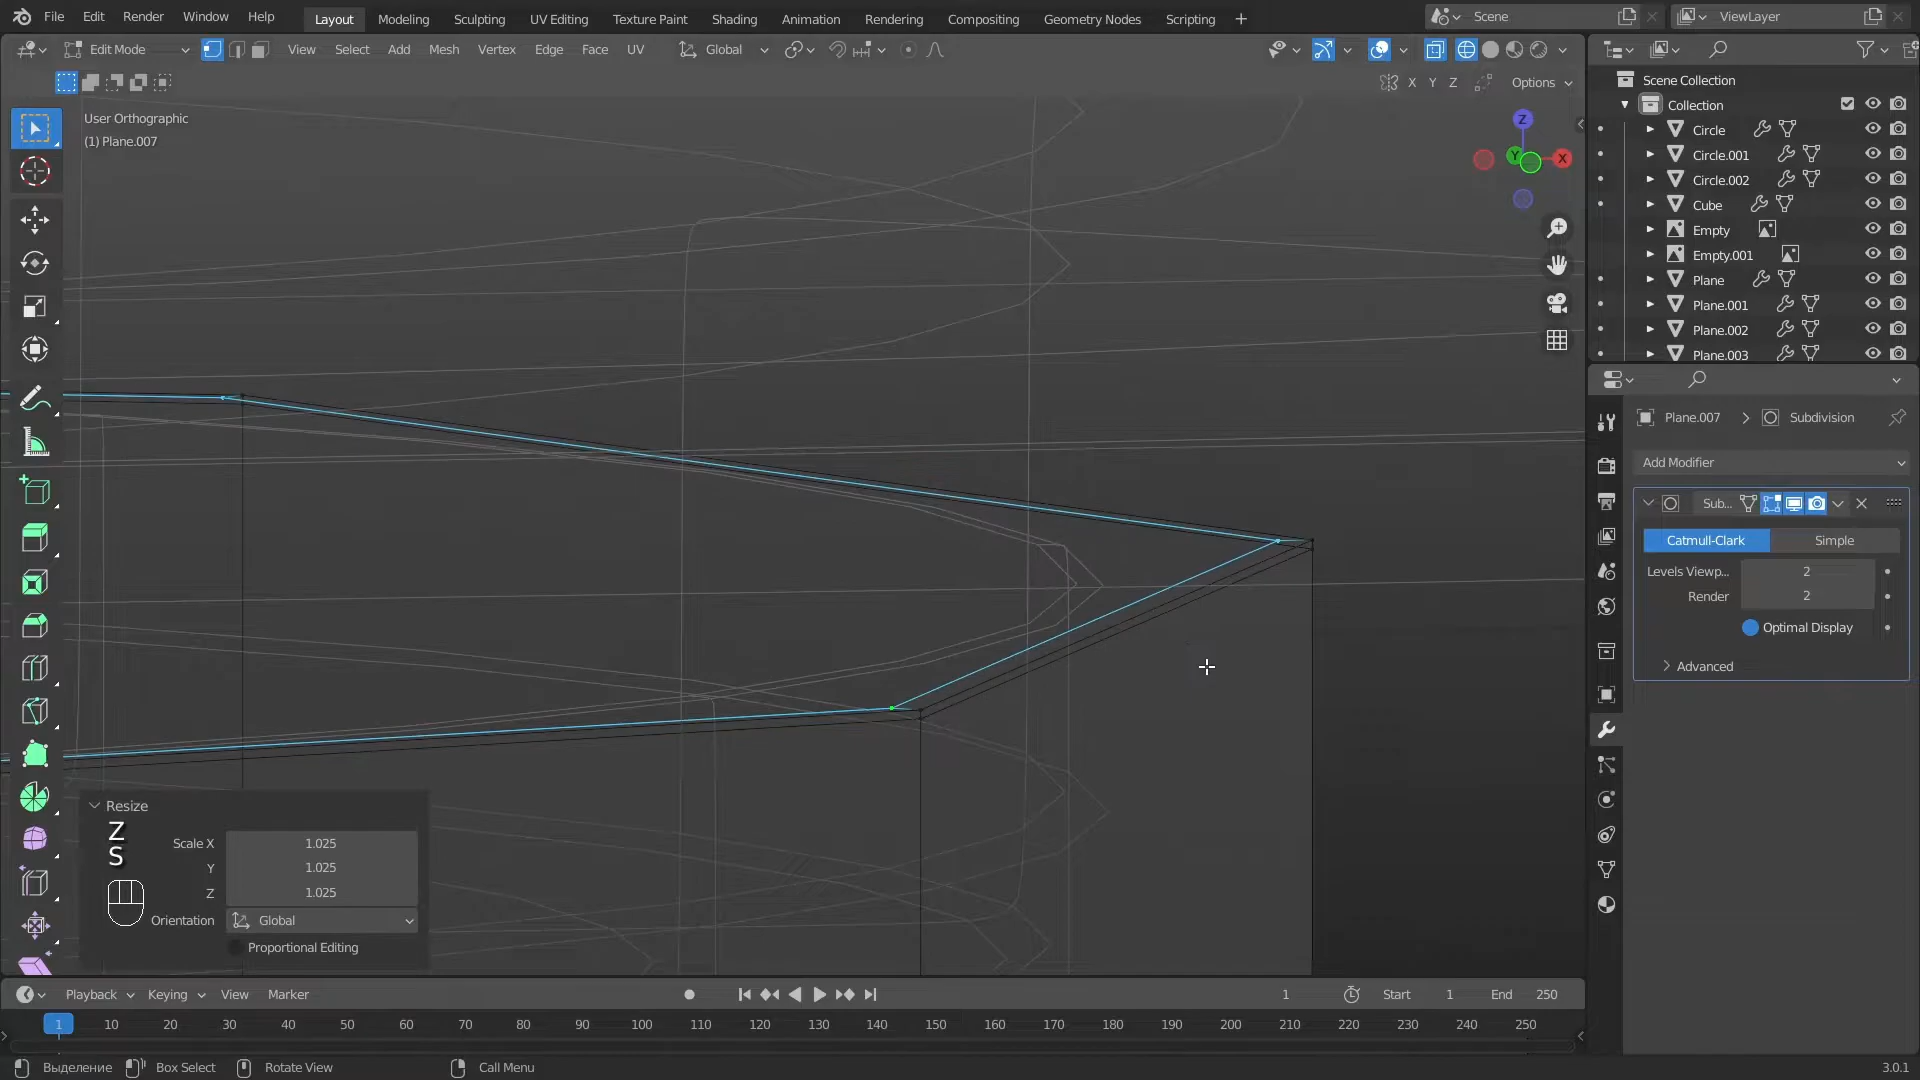 File Edit Render Window Help Layout Modeling Sculpting UV Editing Texture Paint Shading Animation Rendering Compositing Geometry Nodes Scripting + Scene ViewLayer
Edit Mode View Select Add Mesh Vertex Edge Face UV Global
X Y Z Options
User Orthographic
(1) Plane.007
Z
Y
X
Scene Collection
Collection
Circle
Circle.001
Circle.002
Cube
Empty
Empty.001
Plane
Plane.001
Plane.002
Plane.003
Plane.007 > Subdivision
Add Modifier
Sub...
Catmull-Clark Simple
Levels Viewp... 2
Render 2
Optimal Display
Advanced
Resize
Z
S
Scale X 1.025
Y 1.025
Z 1.025
Orientation Global
Proportional Editing
Playback Keying View Marker 1 Start 1 End 250
1 10 20 30 40 50 60 70 80 90 100 110 120 130 140 150 160 170 180 190 200 210 220 230 240 250
Выделение Box Select Rotate View Call Menu 3.0.1